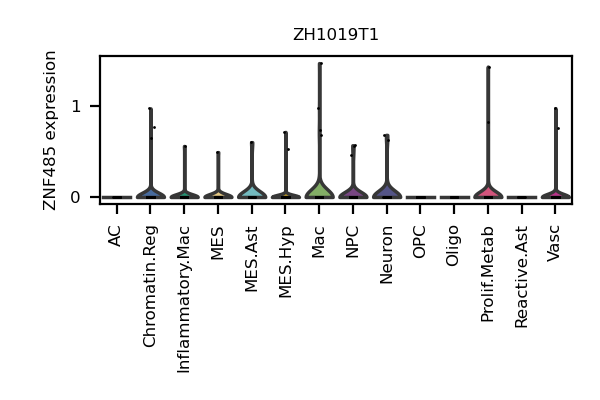 ZH1019T1
ZNF485 expression
1
0
AC
Chromatin.Reg
Inflammatory.Mac
MES
MES.Ast
MES.Hyp
Mac
NPC
Neuron
OPC
Oligo
Prolif.Metab
Reactive.Ast
Vasc